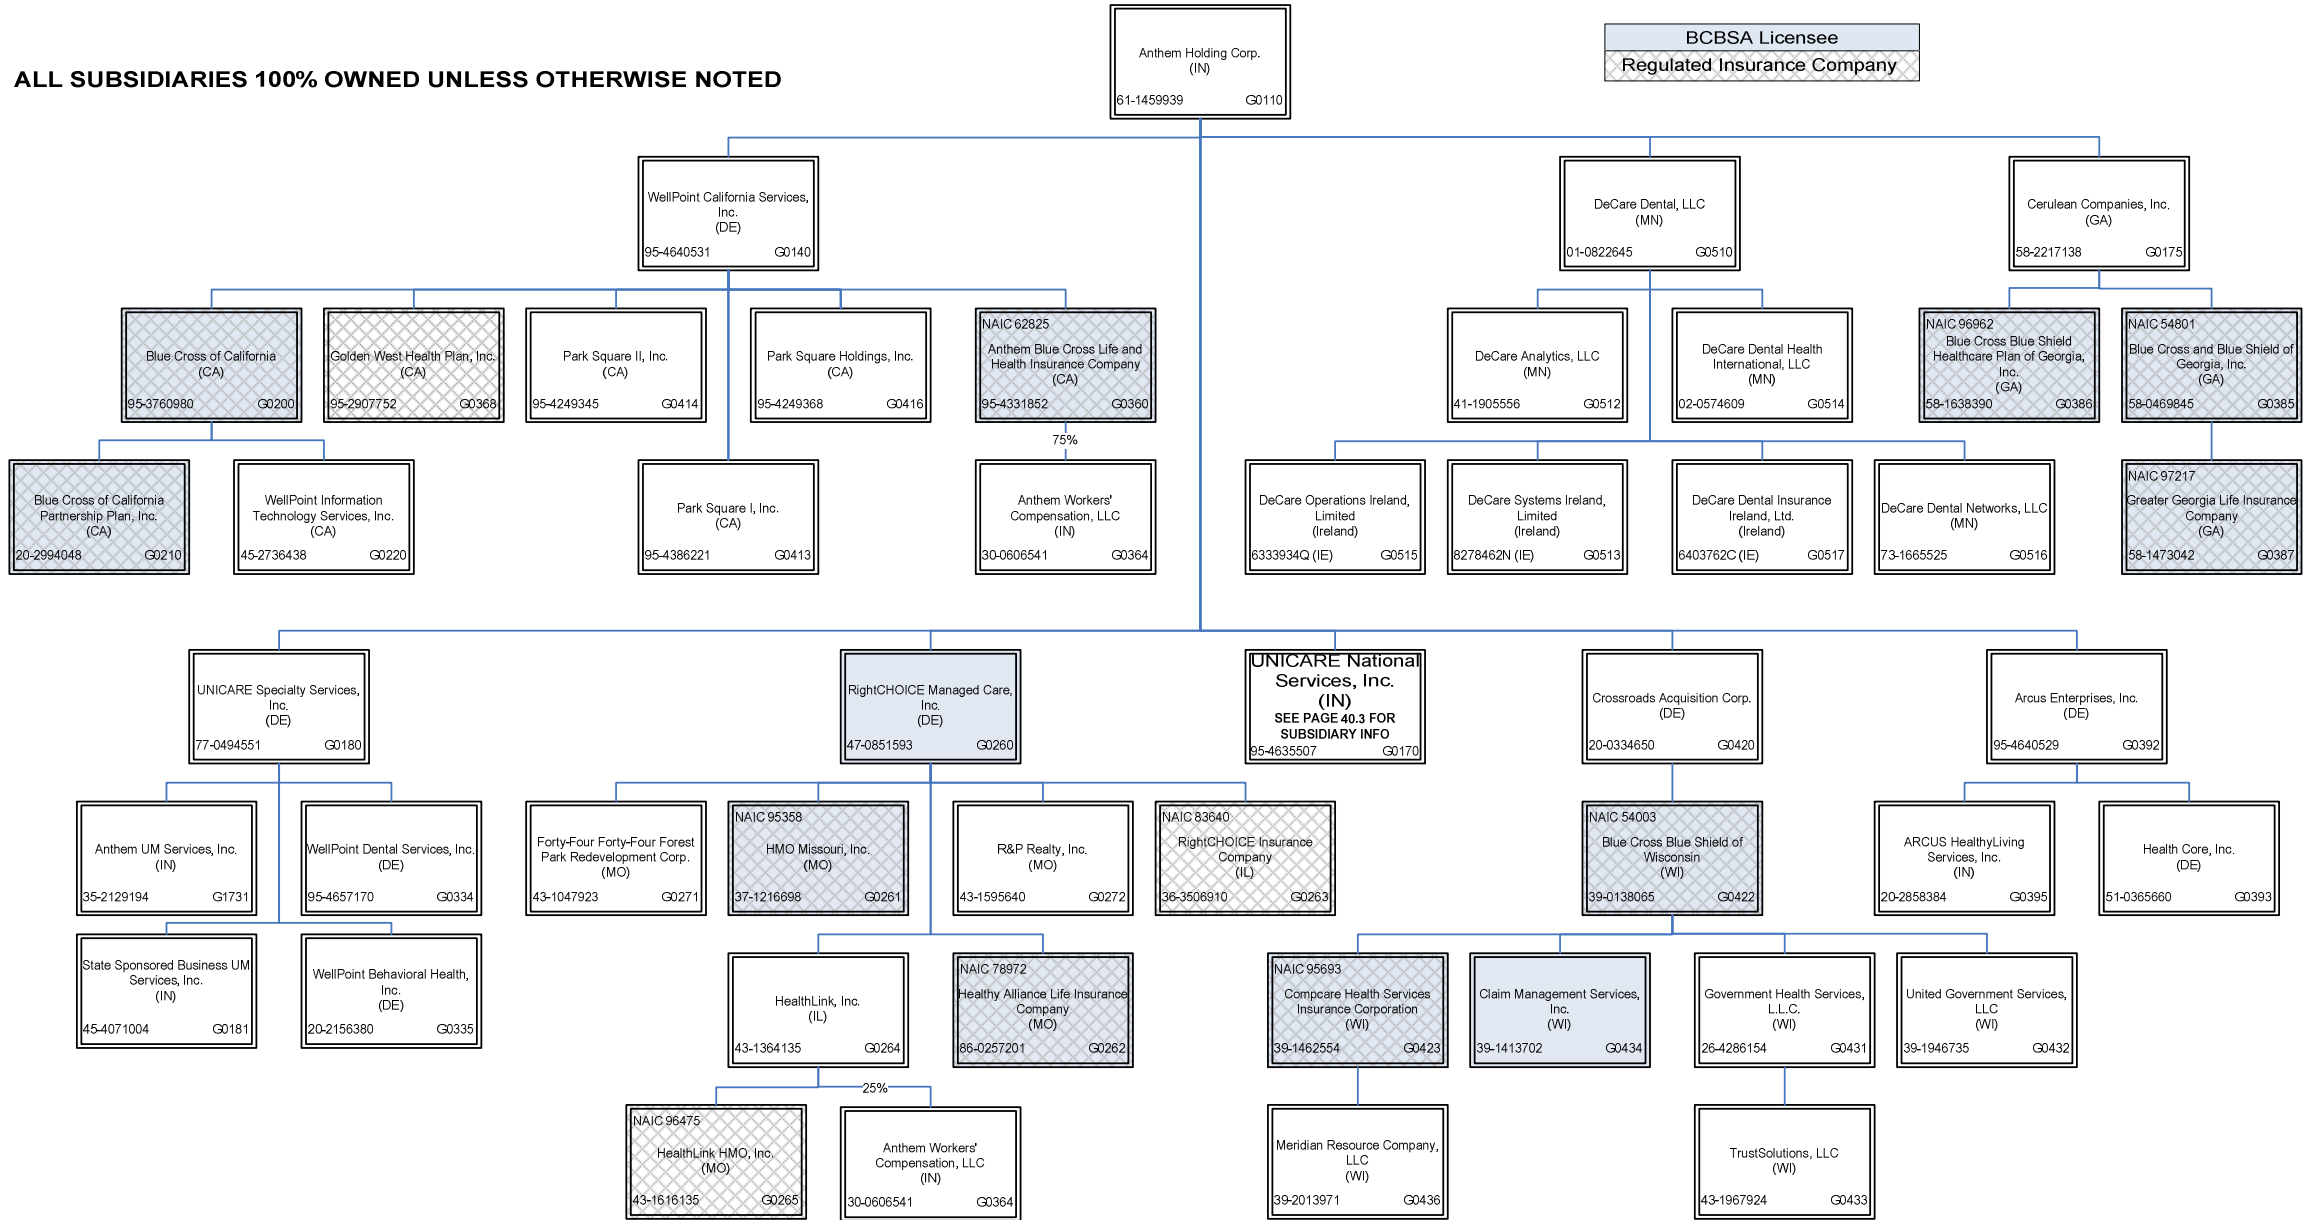 ALL SUBSIDIARIES 100% OWNED UNLESS OTHERWISE NOTED
Anthem Holding Corp.
(IN)
61-1459939 G0110
BCBSA Licensee
Regulated Insurance Company
WellPoint California Services,
Inc.
(DE)
95-4640531 G0140
DeCare Dental, LLC
(MN)
01-0822645 G0510
Cerulean Companies, Inc.
(GA)
58-2217138 G0175
Blue Cross of California
(CA)
95-3760980 G0200
Golden West Health Plan, Inc.
(CA)
95-2907752 G0368
Park Square II, Inc.
(CA)
95-4249345 G0414
Park Square Holdings, Inc.
(CA)
95-4249368 G0416
NAIC 62825
Anthem Blue Cross Life and
Health Insurance Company
(CA)
95-4331852 G0360
DeCare Analytics, LLC
(MN)
41-1905556 G0512
DeCare Dental Health
International, LLC
(MN)
02-0574609 G0514
NAIC 96962
Blue Cross Blue Shield
Healthcare Plan of Georgia,
Inc.
(GA)
58-1638390 G0386
NAIC 54801
Blue Cross and Blue Shield of
Georgia, Inc.
(GA)
58-0469845 G0385
75%
Blue Cross of California
Partnership Plan, Inc.
(CA)
20-2994048 G0210
WellPoint Information
Technology Services, Inc.
(CA)
45-2736438 G0220
Park Square I, Inc.
(CA)
95-4386221 G0413
Anthem Workers'
Compensation, LLC
(IN)
30-0606541 G0364
DeCare Operations Ireland,
Limited
(Ireland)
6333934Q (IE) G0515
DeCare Systems Ireland,
Limited
(Ireland)
8278462N (IE) G0513
DeCare Dental Insurance
Ireland, Ltd.
(Ireland)
6403762C (IE) G0517
DeCare Dental Networks, LLC
(MN)
73-1665525 G0516
NAIC 97217
Greater Georgia Life Insurance
Company
(GA)
58-1473042 G0387
UNICARE Specialty Services,
Inc.
(DE)
77-0494551 G0180
RightCHOICE Managed Care,
Inc.
(DE)
47-0851593 G0260
UNICARE National
Services, Inc.
(IN)
SEE PAGE 40.3 FOR
SUBSIDIARY INFO
95-4635507 G0170
Crossroads Acquisition Corp.
(DE)
20-0334650 G0420
Arcus Enterprises, Inc.
(DE)
95-4640529 G0392
Anthem UM Services, Inc.
(IN)
35-2129194 G1731
WellPoint Dental Services, Inc.
(DE)
95-4657170 G0334
Forty-Four Forty-Four Forest
Park Redevelopment Corp.
(MO)
43-1047923 G0271
NAIC 95358
HMO Missouri, Inc.
(MO)
37-1216698 G0261
R&P Realty, Inc.
(MO)
43-1595640 G0272
NAIC 83640
RightCHOICE Insurance
Company
(IL)
36-3506910 G0263
NAIC 54003
Blue Cross Blue Shield of
Wisconsin
(WI)
39-0138065 G0422
ARCUS HealthyLiving
Services, Inc.
(IN)
20-2858384 G0395
Health Core, Inc.
(DE)
51-0365660 G0393
State Sponsored Business UM
Services, Inc.
(IN)
45-4071004 G0181
WellPoint Behavioral Health,
Inc.
(DE)
20-2156380 G0335
HealthLink, Inc.
(IL)
43-1364135 G0264
NAIC 78972
Healthy Alliance Life Insurance
Company
(MO)
86-0257201 G0262
NAIC 95693
Compcare Health Services
Insurance Corporation
(WI)
39-1462554 G0423
Claim Management Services,
Inc.
(WI)
39-1413702 G0434
Government Health Services,
L.L.C.
(WI)
26-4286154 G0431
United Government Services,
LLC
(WI)
39-1946735 G0432
25%
NAIC 96475
HealthLink HMO, Inc.
(MO)
43-1616135 G0265
Anthem Workers'
Compensation, LLC
(IN)
30-0606541 G0364
Meridian Resource Company,
LLC
(WI)
39-2013971 G0436
TrustSolutions, LLC
(WI)
43-1967924 G0433